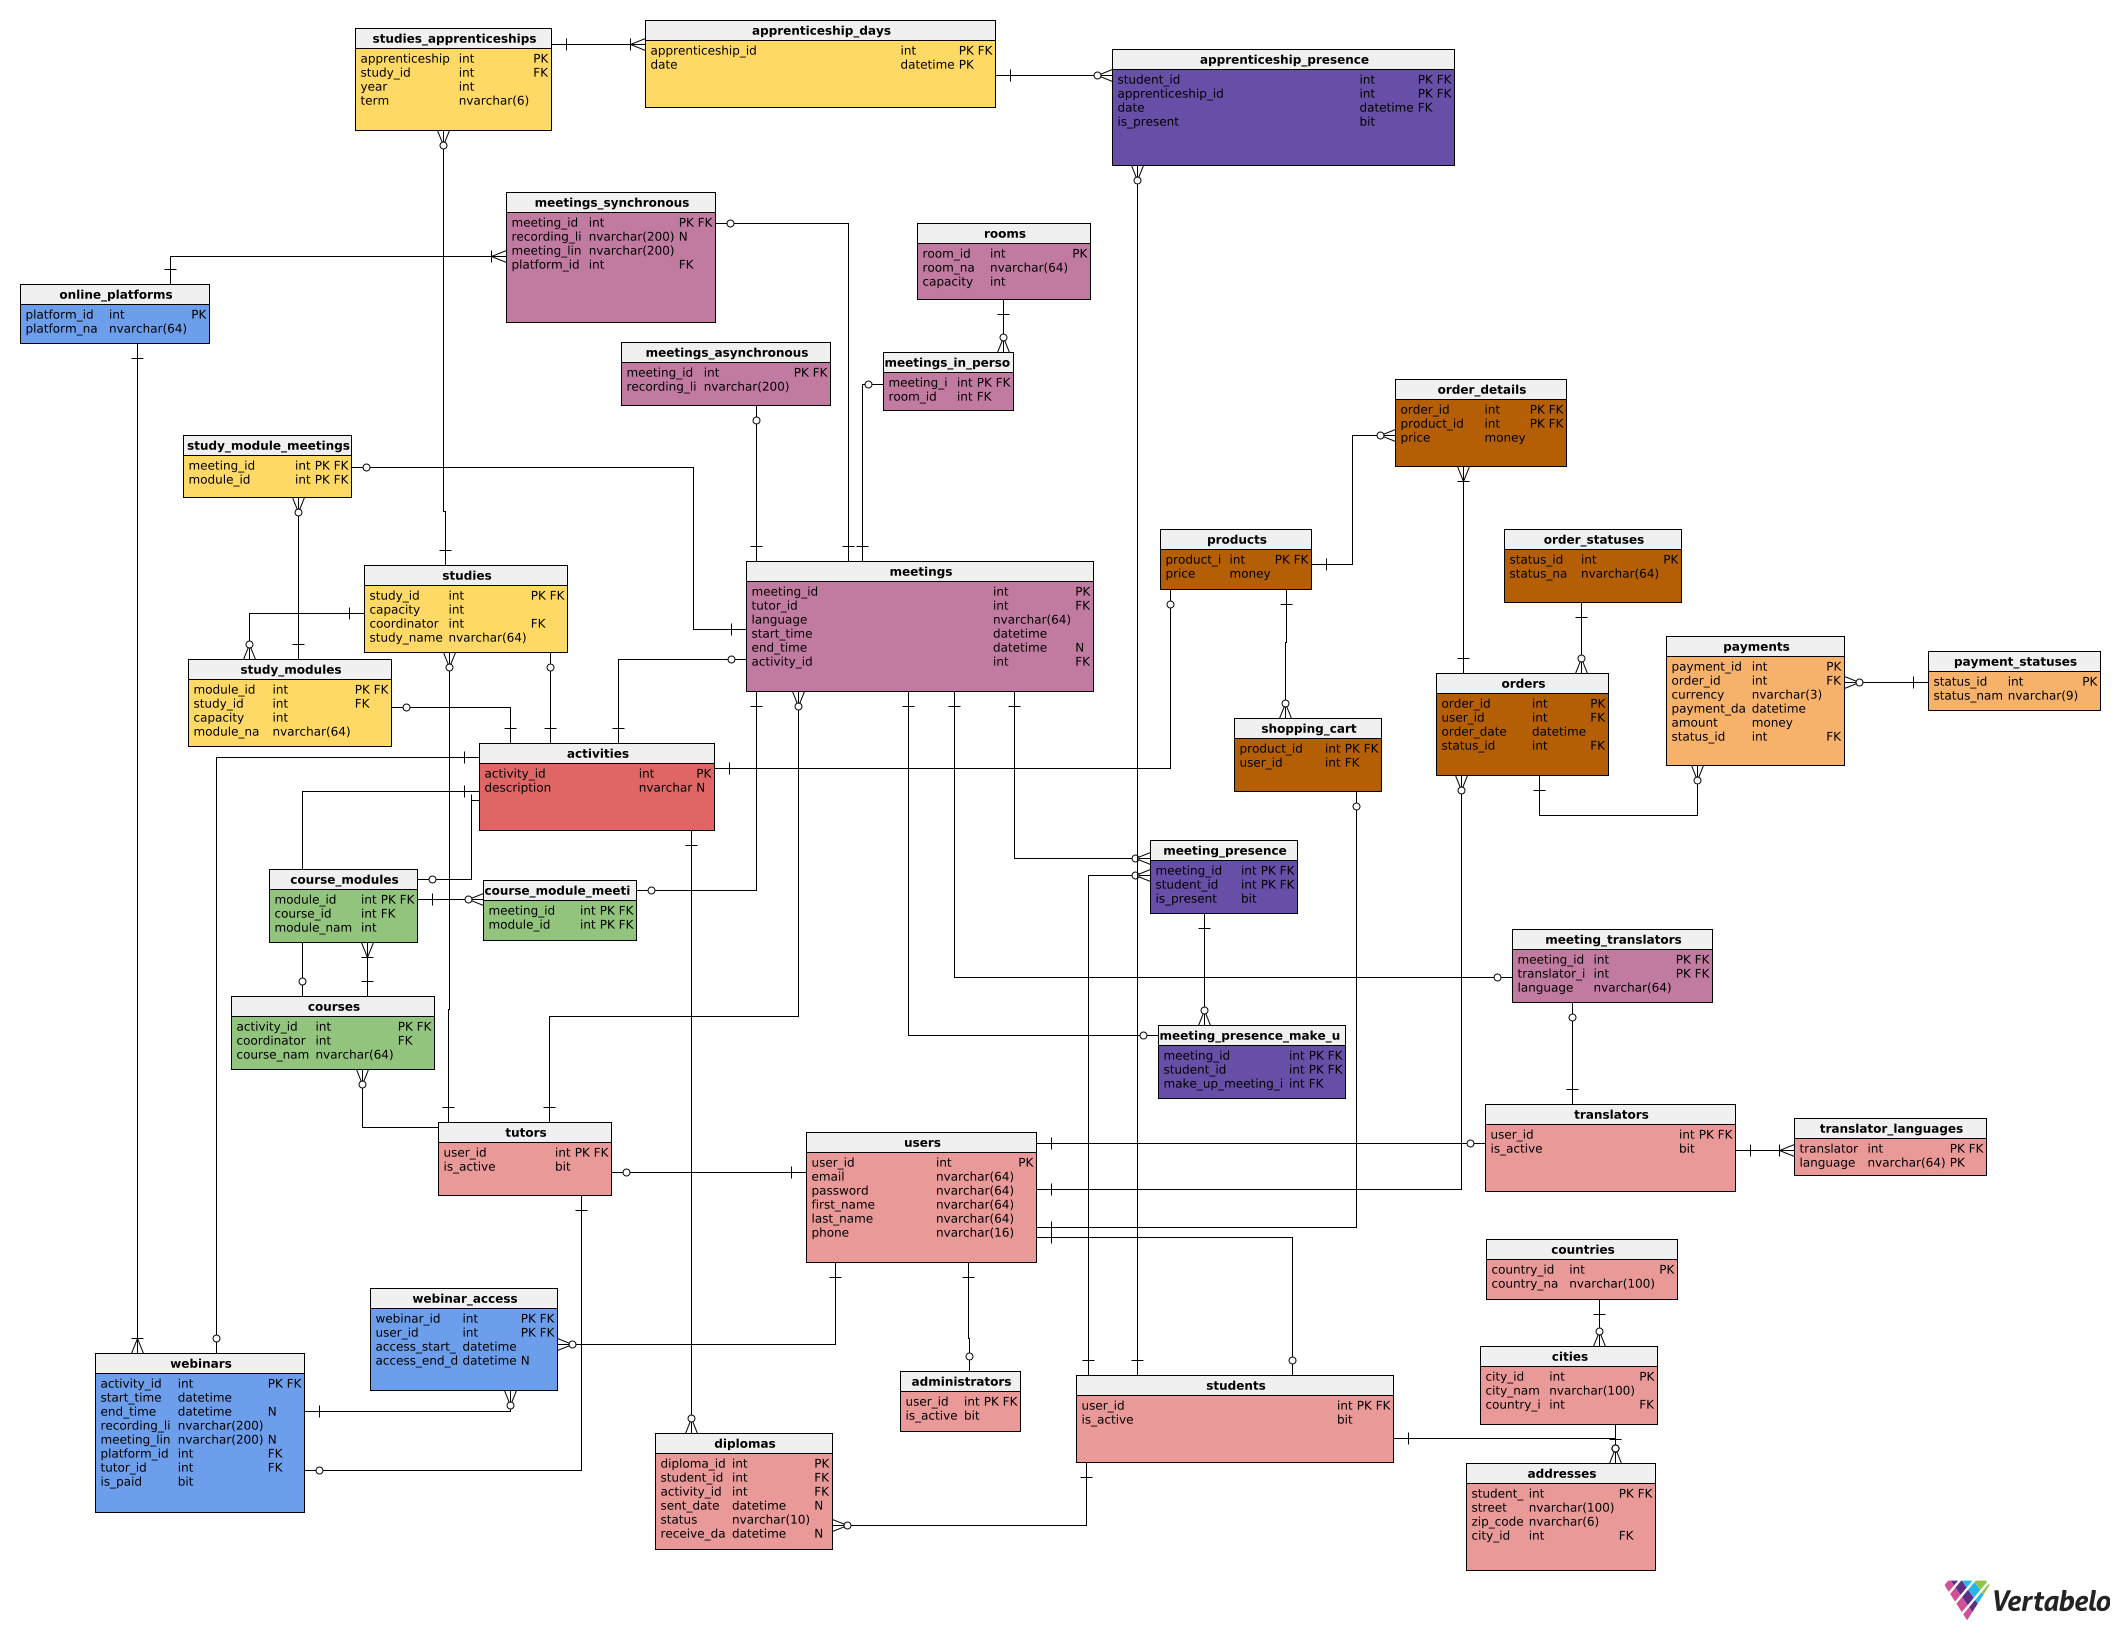 studies_apprenticeships
apprenticeship int PK
study_id int FK
year int
term nvarchar(6)
apprenticeship_days
apprenticeship_id int PK FK
date datetime PK
apprenticeship_presence
student_id int PK FK
apprenticeship_id int PK FK
date datetime FK
is_present bit
meetings_synchronous
meeting_id int PK FK
recording_li nvarchar(200) N
meeting_lin nvarchar(200)
platform_id int FK
rooms
room_id int PK
room_na nvarchar(64)
capacity int
online_platforms
platform_id int PK
platform_na nvarchar(64)
meetings_asynchronous
meeting_id int PK FK
recording_li nvarchar(200)
meetings_in_perso
meeting_i int PK FK
room_id int FK
order_details
order_id int PK FK
product_id int PK FK
price money
study_module_meetings
meeting_id int PK FK
module_id int PK FK
products
product_i int PK FK
price money
order_statuses
status_id int PK
status_na nvarchar(64)
studies
study_id int PK FK
capacity int
coordinator int FK
study_name nvarchar(64)
meetings
meeting_id int PK
tutor_id int FK
language nvarchar(64)
start_time datetime
end_time datetime N
activity_id int FK
payments
payment_id int PK
order_id int FK
currency nvarchar(3)
payment_da datetime
amount money
status_id int FK
payment_statuses
status_id int PK
status_nam nvarchar(9)
study_modules
module_id int PK FK
study_id int FK
capacity int
module_na nvarchar(64)
orders
order_id int PK
user_id int FK
order_date datetime
status_id int FK
shopping_cart
product_id int PK FK
user_id int FK
activities
activity_id int PK
description nvarchar N
course_modules
module_id int PK FK
course_id int FK
module_nam int
course_module_meeti
meeting_id int PK FK
module_id int PK FK
meeting_presence
meeting_id int PK FK
student_id int PK FK
is_present bit
meeting_translators
meeting_id int PK FK
translator_i int PK FK
language nvarchar(64)
courses
activity_id int PK FK
coordinator int FK
course_nam nvarchar(64)
meeting_presence_make_u
meeting_id int PK FK
student_id int PK FK
make_up_meeting_i int FK
tutors
user_id int PK FK
is_active bit
users
user_id int PK
email nvarchar(64)
password nvarchar(64)
first_name nvarchar(64)
last_name nvarchar(64)
phone nvarchar(16)
translators
user_id int PK FK
is_active bit
translator_languages
translator int PK FK
language nvarchar(64) PK
countries
country_id int PK
country_na nvarchar(100)
webinar_access
webinar_id int PK FK
user_id int PK FK
access_start_ datetime
access_end_d datetime N
webinars
activity_id int PK FK
start_time datetime
end_time datetime N
recording_li nvarchar(200)
meeting_lin nvarchar(200) N
platform_id int FK
tutor_id int FK
is_paid bit
administrators
user_id int PK FK
is_active bit
students
user_id int PK FK
is_active bit
cities
city_id int PK
city_nam nvarchar(100)
country_i int FK
diplomas
diploma_id int PK
student_id int FK
activity_id int FK
sent_date datetime N
status nvarchar(10)
receive_da datetime N
addresses
student_ int PK FK
street nvarchar(100)
zip_code nvarchar(6)
city_id int FK
Vertabelo